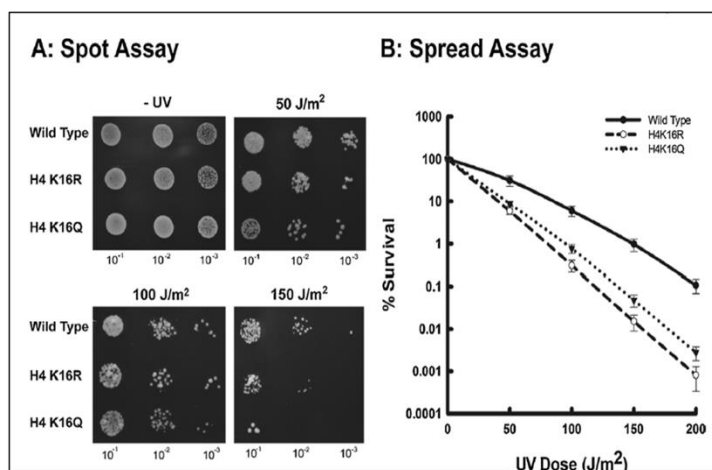 A: Spot Assay
- UV
50 J/m²
Wild Type
H4 K16R
H4 K16Q
10⁻¹ 10⁻² 10⁻³ 10⁻¹ 10⁻² 10⁻³
100 J/m²
150 J/m²
Wild Type
H4 K16R
H4 K16Q
10⁻¹ 10⁻² 10⁻³ 10⁻¹ 10⁻² 10⁻³
B: Spread Assay
1000
100
10
1
0.1
0.01
0.001
0.0001
% Survival
Wild Type
H4K16R
H4K16Q
0 50 100 150 200
UV Dose (J/m²)